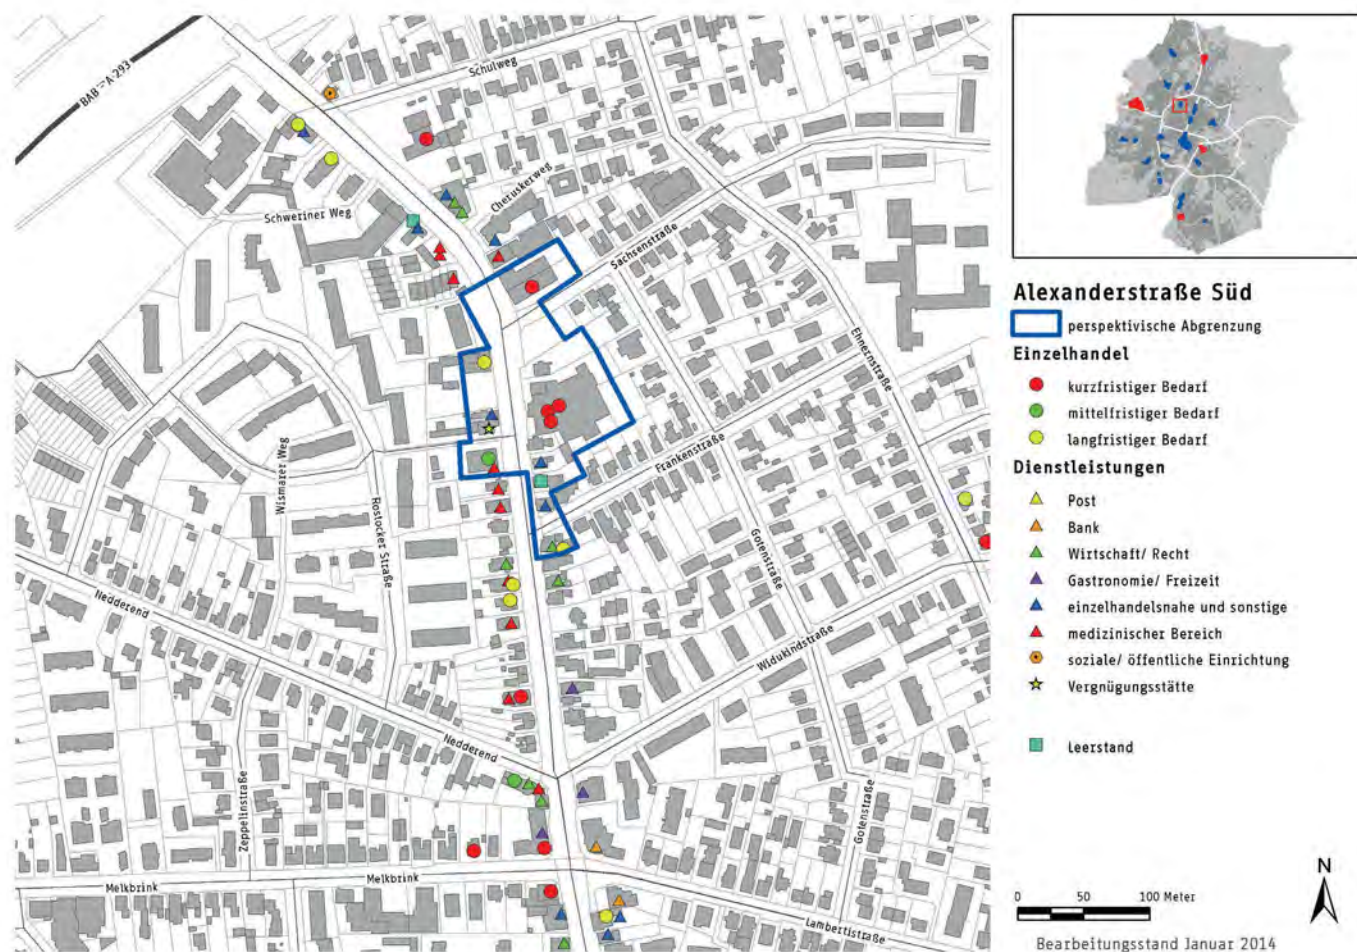 BAB - A 293
Schulweg
Cheruskerweg
Schweriner Weg
Sachsenstraße
Ehnernstraße
Frankenstraße
Wismarer Weg
Rostocker Straße
Gotenstraße
Nedderend
Widukindstraße
Nedderend
Zeppelinstraße
Gotenstraße
Melkbrink
Melkbrink
Lambertistraße
Alexanderstraße Süd
perspektivische Abgrenzung
Einzelhandel
kurzfristiger Bedarf
mittelfristiger Bedarf
langfristiger Bedarf
Dienstleistungen
Post
Bank
Wirtschaft/ Recht
Gastronomie/ Freizeit
einzelhandelsnahe und sonstige
medizinischer Bereich
soziale/ öffentliche Einrichtung
Vergnügungsstätte
Leerstand
N
0 50 100 Meter
Bearbeitungsstand Januar 2014